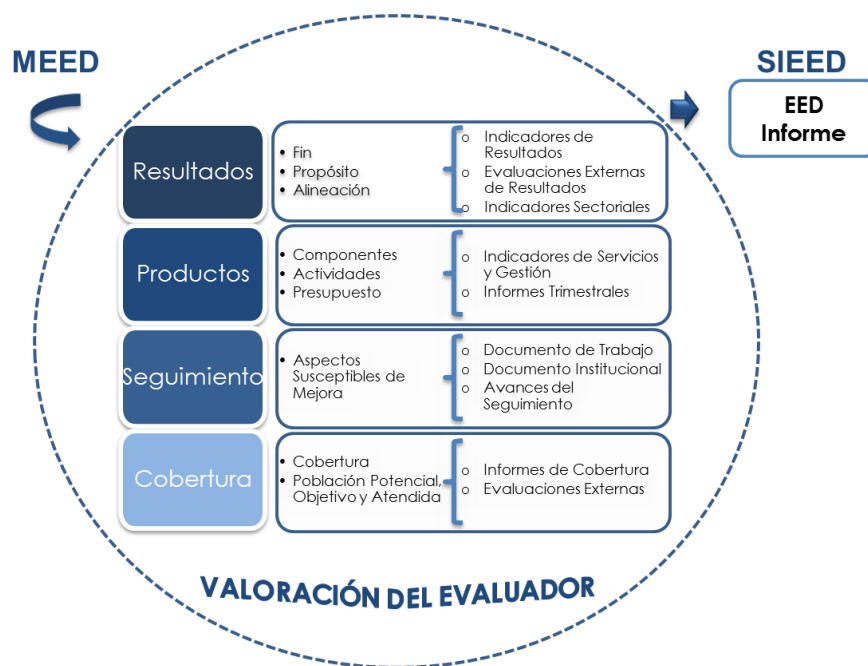 MEED
SIEED
EED
Informe
Resultados
• Fin
• Propósito
• Alineación
o Indicadores de
Resultados
o Evaluaciones Externas
de Resultados
o Indicadores Sectoriales
Productos
• Componentes
• Actividades
• Presupuesto
o Indicadores de Servicios
y Gestión
o Informes Trimestrales
Seguimiento
• Aspectos
Susceptibles de
Mejora
o Documento de Trabajo
o Documento Institucional
o Avances del
Seguimiento
Cobertura
• Cobertura
• Población Potencial,
Objetivo y Atendida
o Informes de Cobertura
o Evaluaciones Externas
VALORACIÓN DEL EVALUADOR